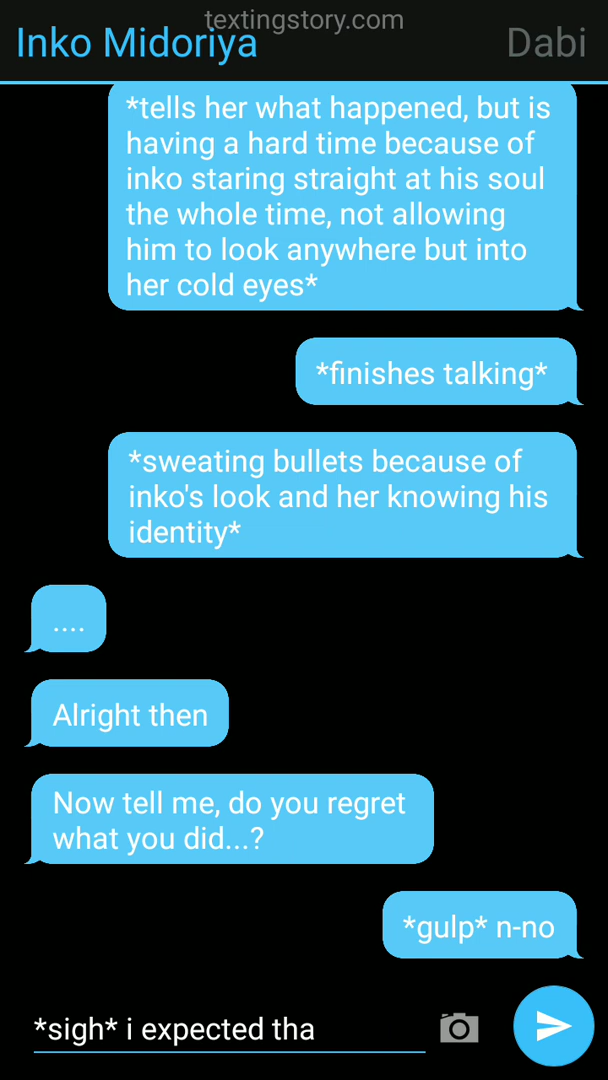 textingstory.com
Inko Midoriya
Dabi
*tells her what happened, but is
having a hard time because of
inko staring straight at his soul
the whole time, not allowing
him to look anywhere but into
her cold eyes*
*finishes talking*
*sweating bullets because of
inko's look and her knowing his
identity*
....
Alright then
Now tell me, do you regret
what you did...?
*gulp* n-no
*sigh* i expected tha